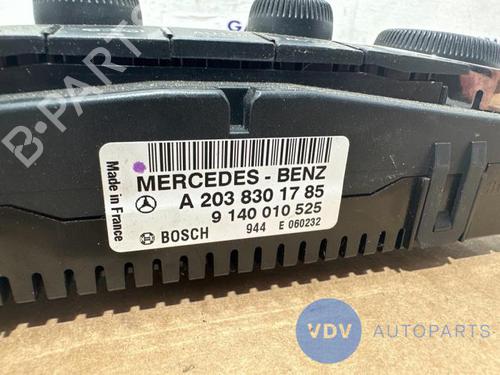 MERCEDES - BENZ
A 203 830 17 85
9 140 010 525
BOSCH 944 E 060232
Made in France
B-PARTS
VDV AUTOPARTS